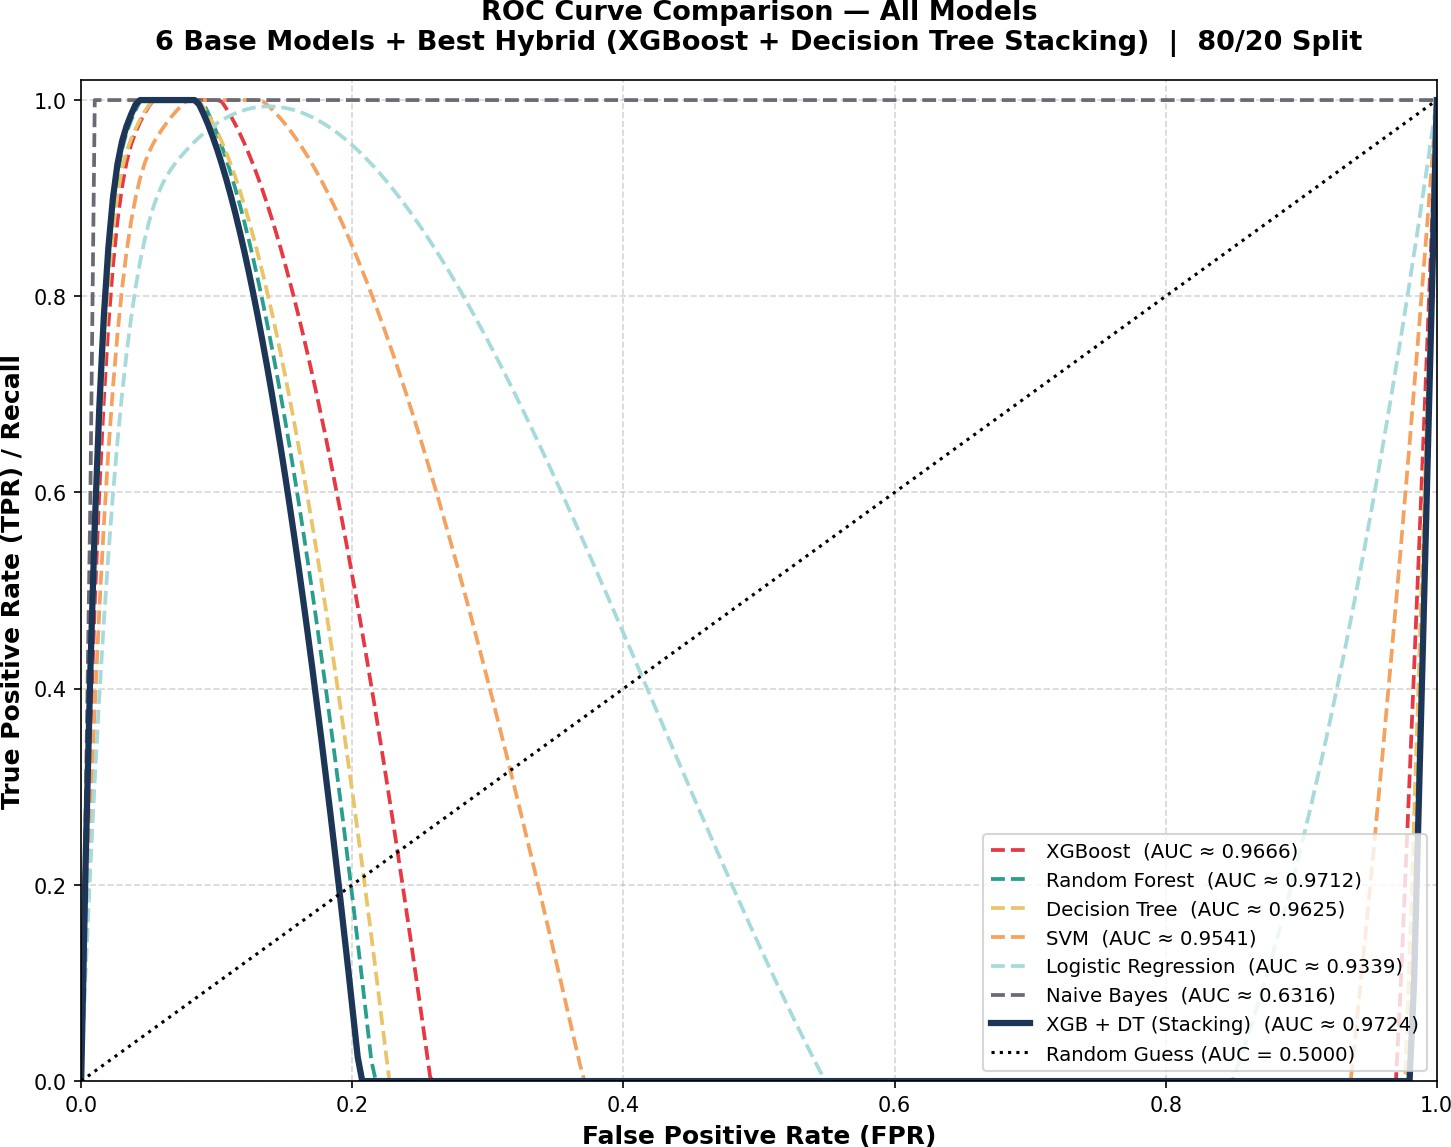 ROC Curve Comparison — All Models
6 Base Models + Best Hybrid (XGBoost + Decision Tree Stacking)  |  80/20 Split
True Positive Rate (TPR) / Recall
1.0
0.8
0.6
0.4
0.2
0.0
XGBoost  (AUC ≈ 0.9666)
Random Forest  (AUC ≈ 0.9712)
Decision Tree  (AUC ≈ 0.9625)
SVM  (AUC ≈ 0.9541)
Logistic Regression  (AUC ≈ 0.9339)
Naive Bayes  (AUC ≈ 0.6316)
XGB + DT (Stacking)  (AUC ≈ 0.9724)
Random Guess (AUC = 0.5000)
0.0 0.2 0.4 0.6 0.8 1.0
False Positive Rate (FPR)